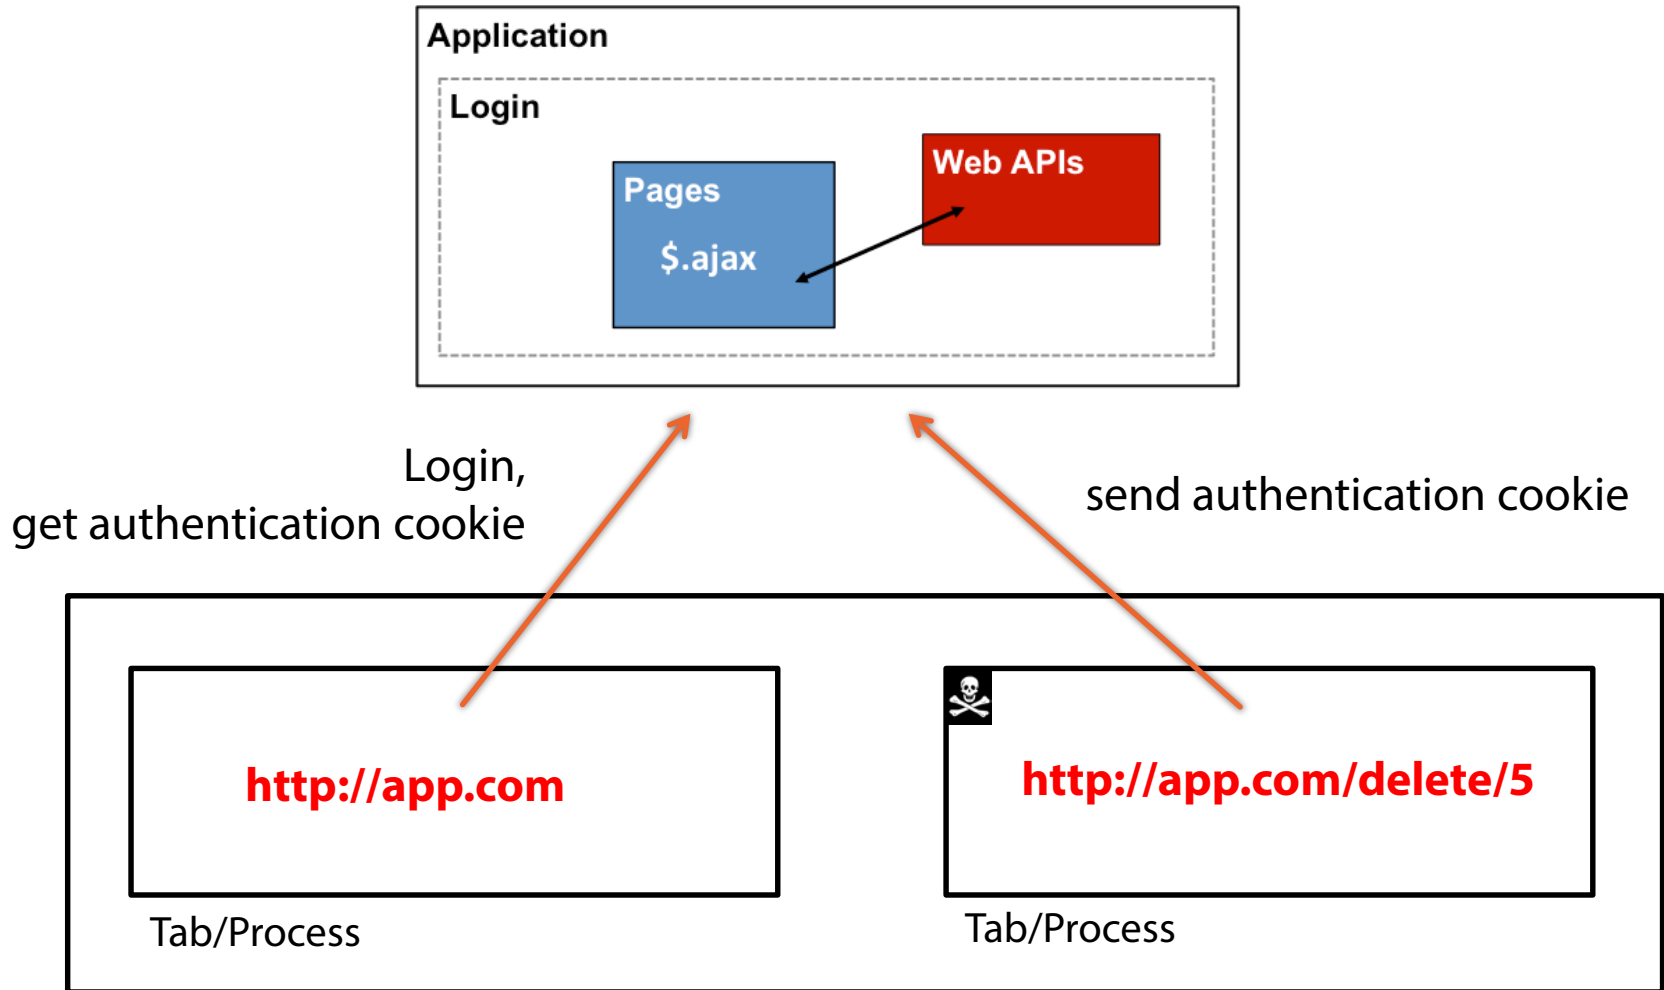 Application
Login
Web APIs
Pages
$.ajax
Login,
get authentication cookie
send authentication cookie
http://app.com
http://app.com/delete/5
Tab/Process
Tab/Process